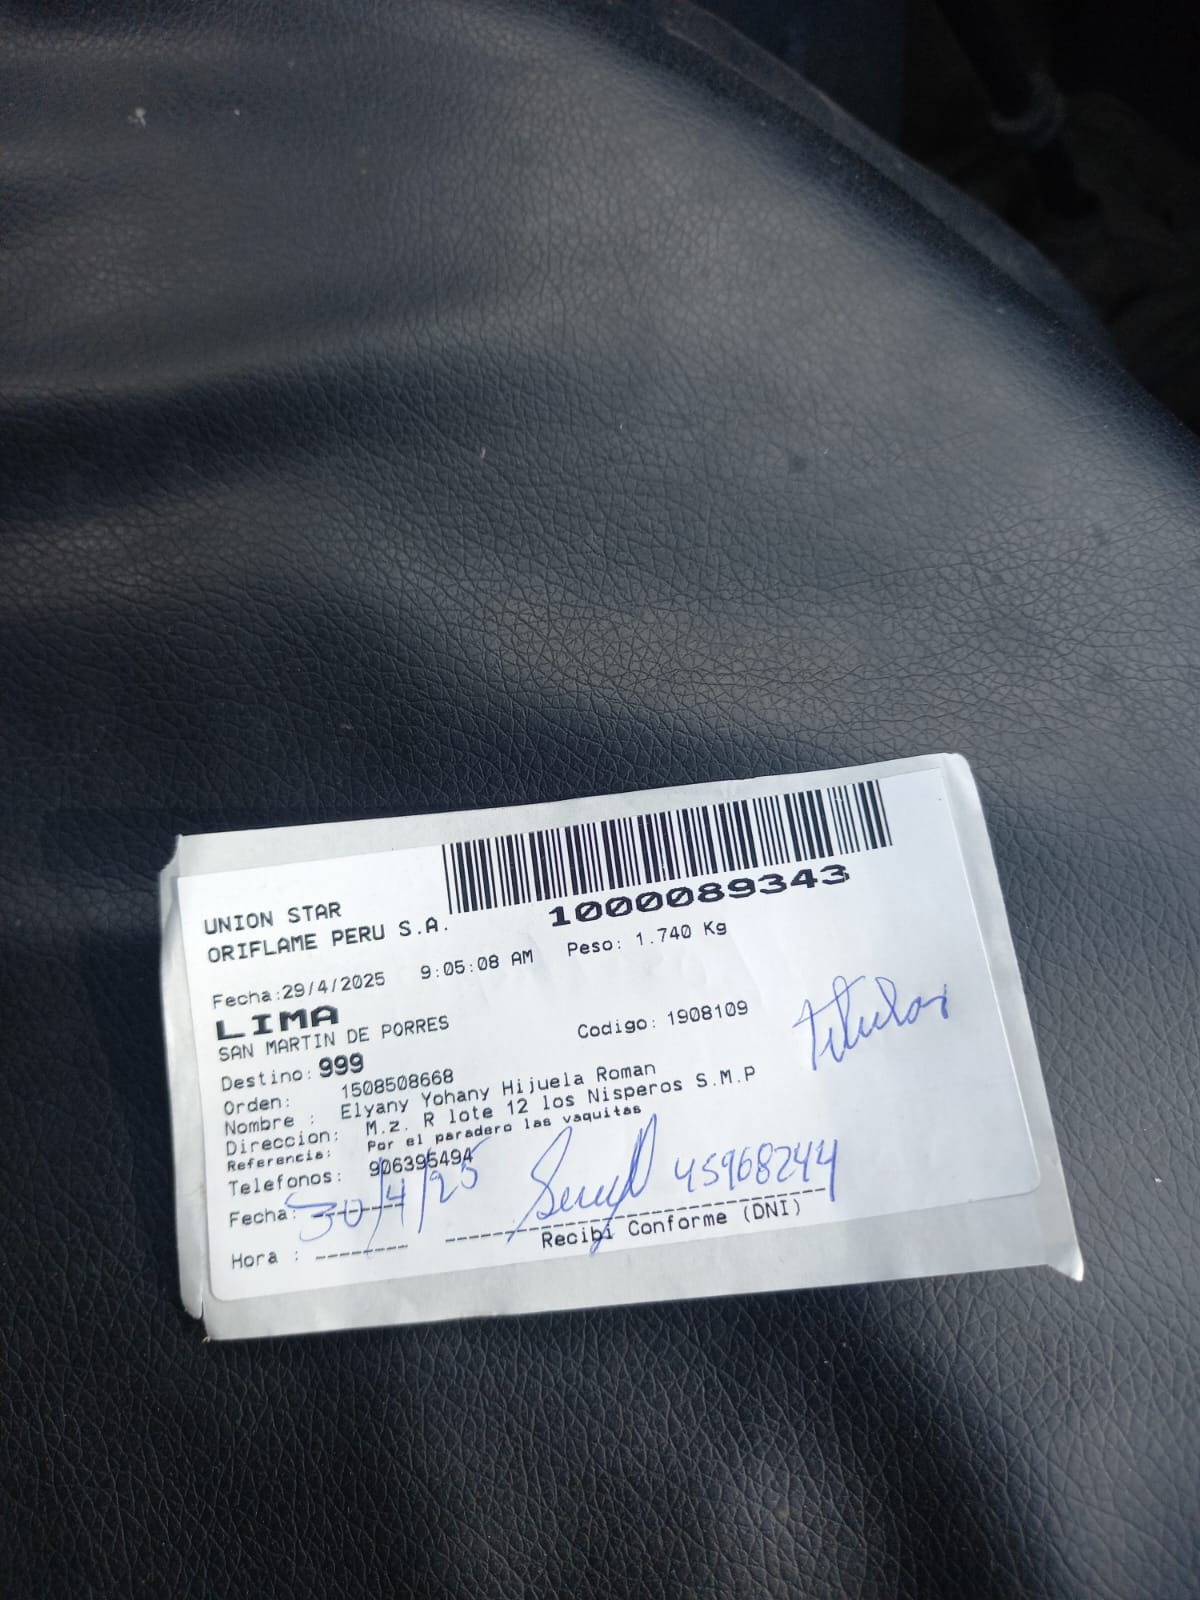 UNION STAR
ORIFLAME PERU S.A.
1000089343
Fecha:29/4/2025 9:05:08 AM Peso: 1.740 Kg
LIMA
SAN MARTIN DE PORRES
Codigo: 1908109
titular
Destino: 999
Orden: 1508508668
Nombre : Elyany Yohany Hijuela Roman
Direccion: M.z. R lote 12 los Nisperos S.M.P
Referencia: Por el paradero las vaquitas
Telefonos: 906395494
Fecha: 30/4/25
45968244
Hora : --------
Recibi Conforme (DNI)